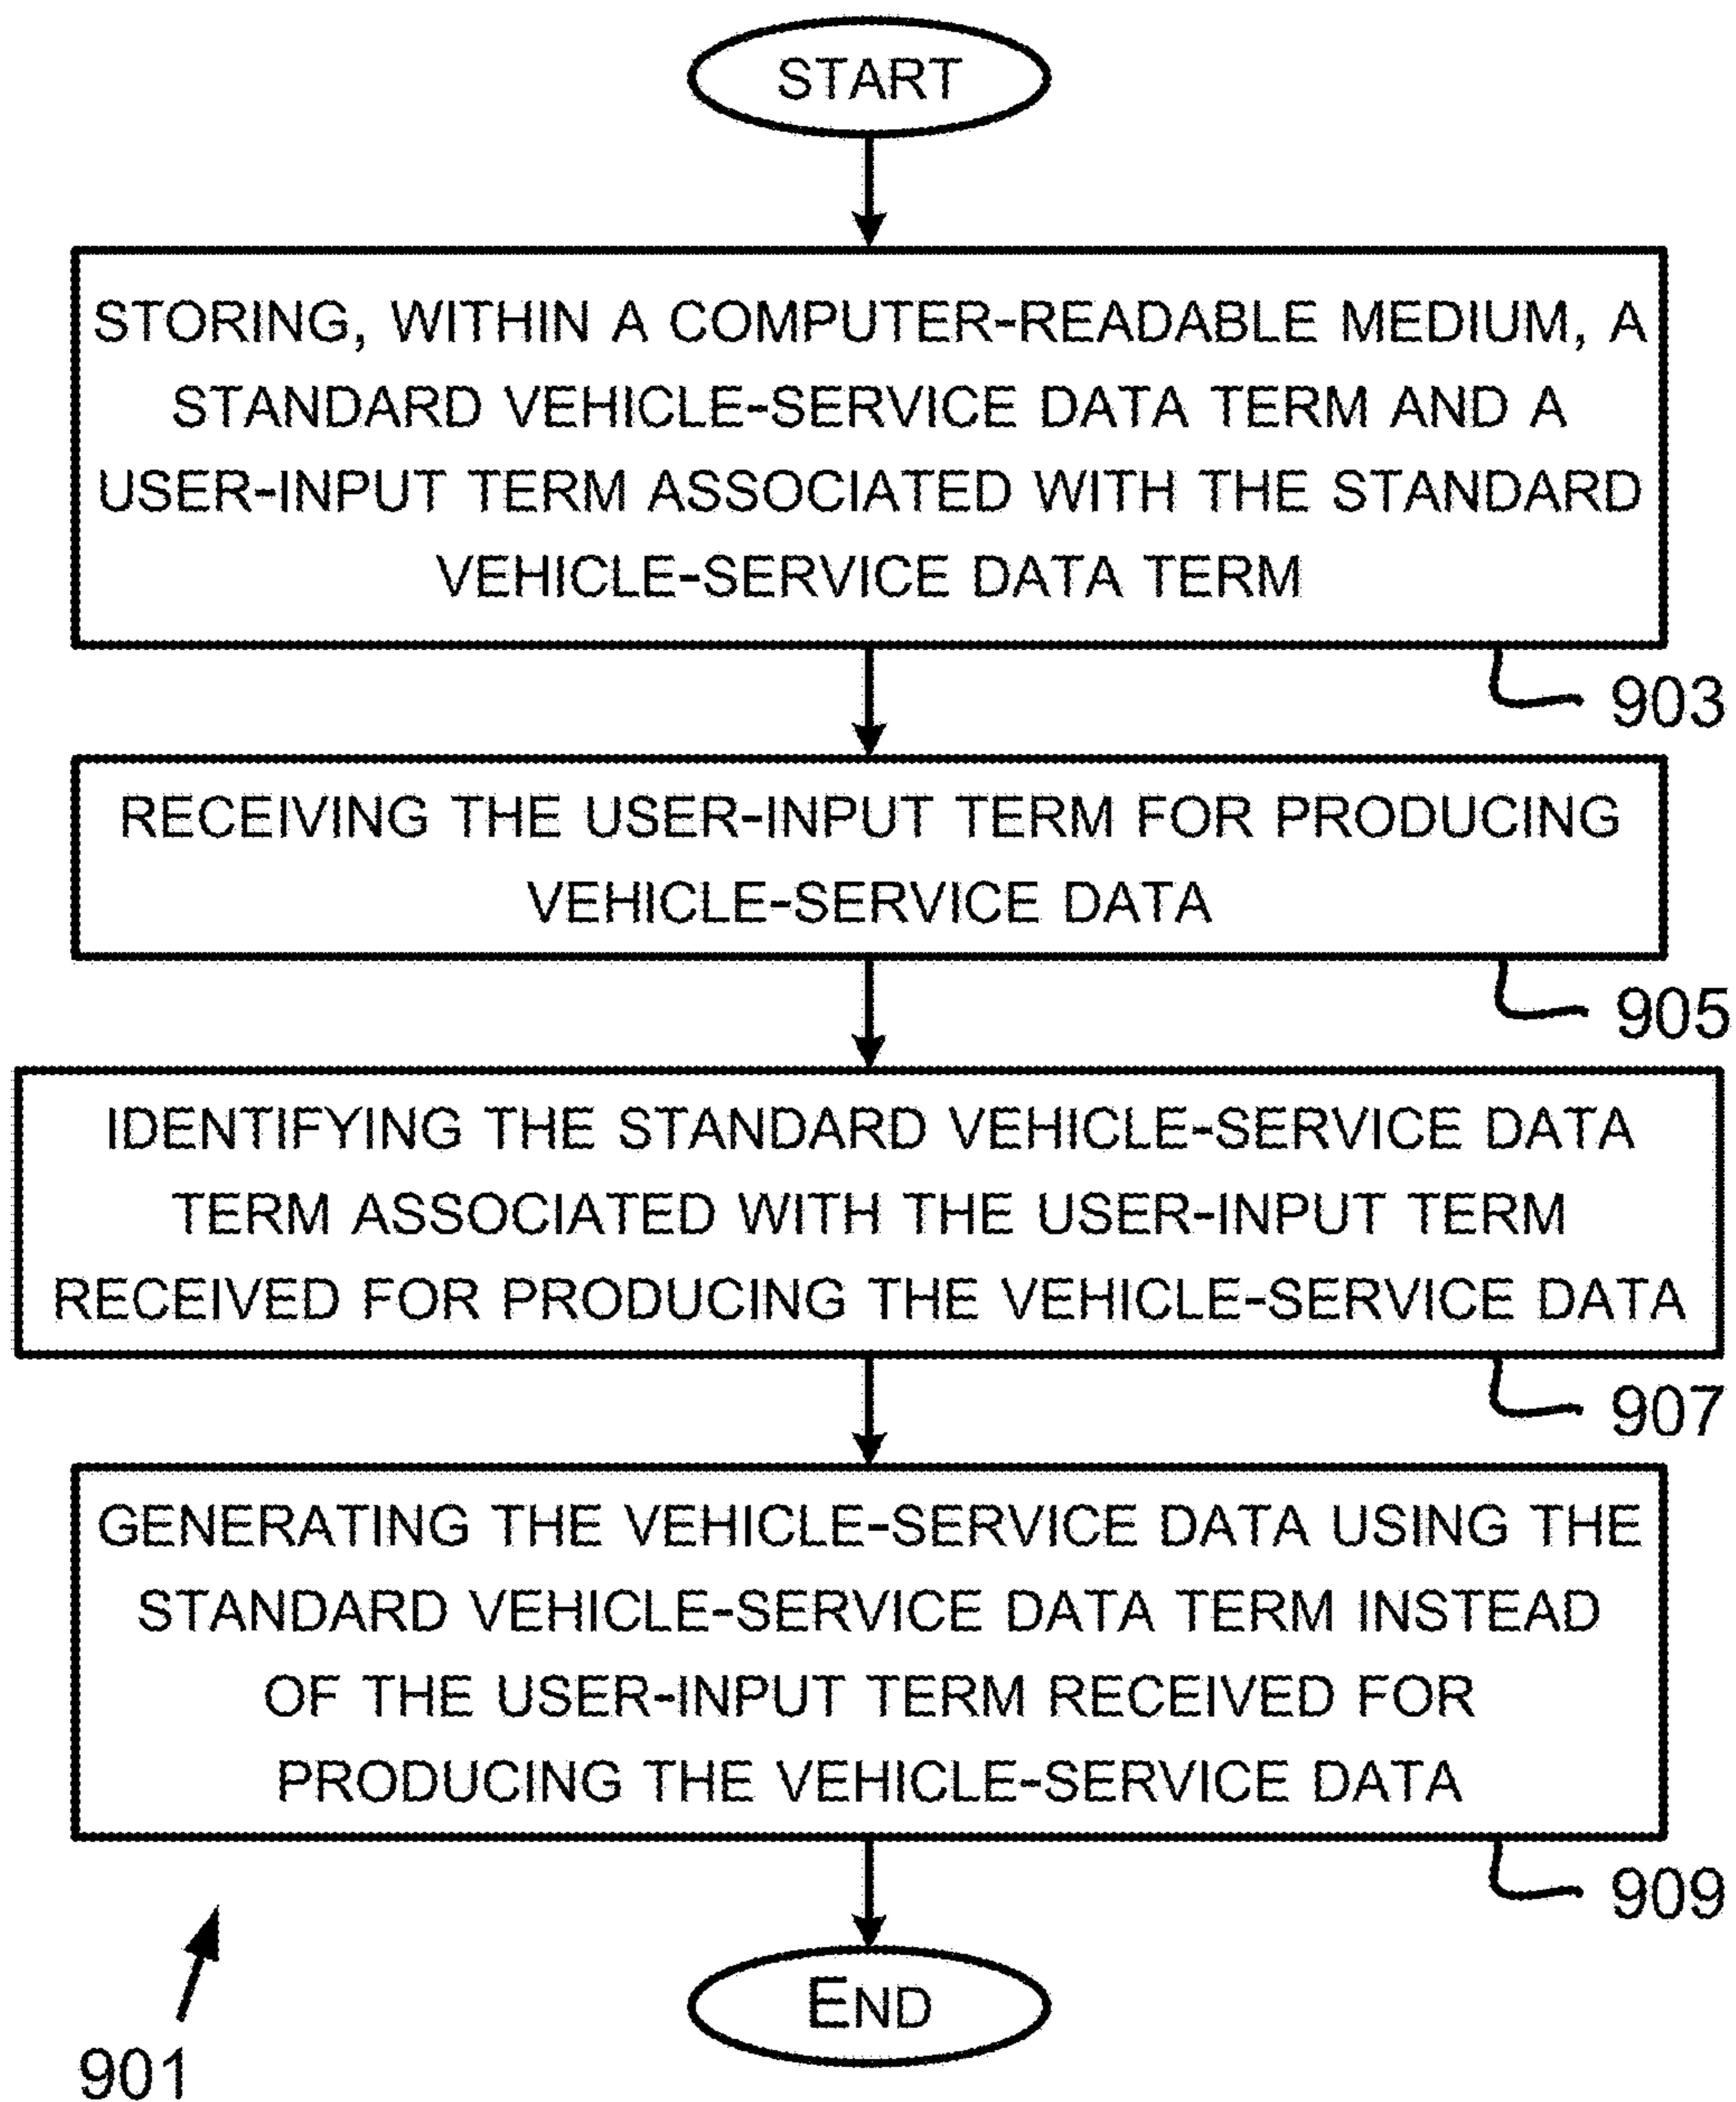 START
STORING, WITHIN A COMPUTER-READABLE MEDIUM, A
STANDARD VEHICLE-SERVICE DATA TERM AND A
USER-INPUT TERM ASSOCIATED WITH THE STANDARD
VEHICLE-SERVICE DATA TERM
903
RECEIVING THE USER-INPUT TERM FOR PRODUCING
VEHICLE-SERVICE DATA
905
IDENTIFYING THE STANDARD VEHICLE-SERVICE DATA
TERM ASSOCIATED WITH THE USER-INPUT TERM
RECEIVED FOR PRODUCING THE VEHICLE-SERVICE DATA
907
GENERATING THE VEHICLE-SERVICE DATA USING THE
STANDARD VEHICLE-SERVICE DATA TERM INSTEAD
OF THE USER-INPUT TERM RECEIVED FOR
PRODUCING THE VEHICLE-SERVICE DATA
909
END
901